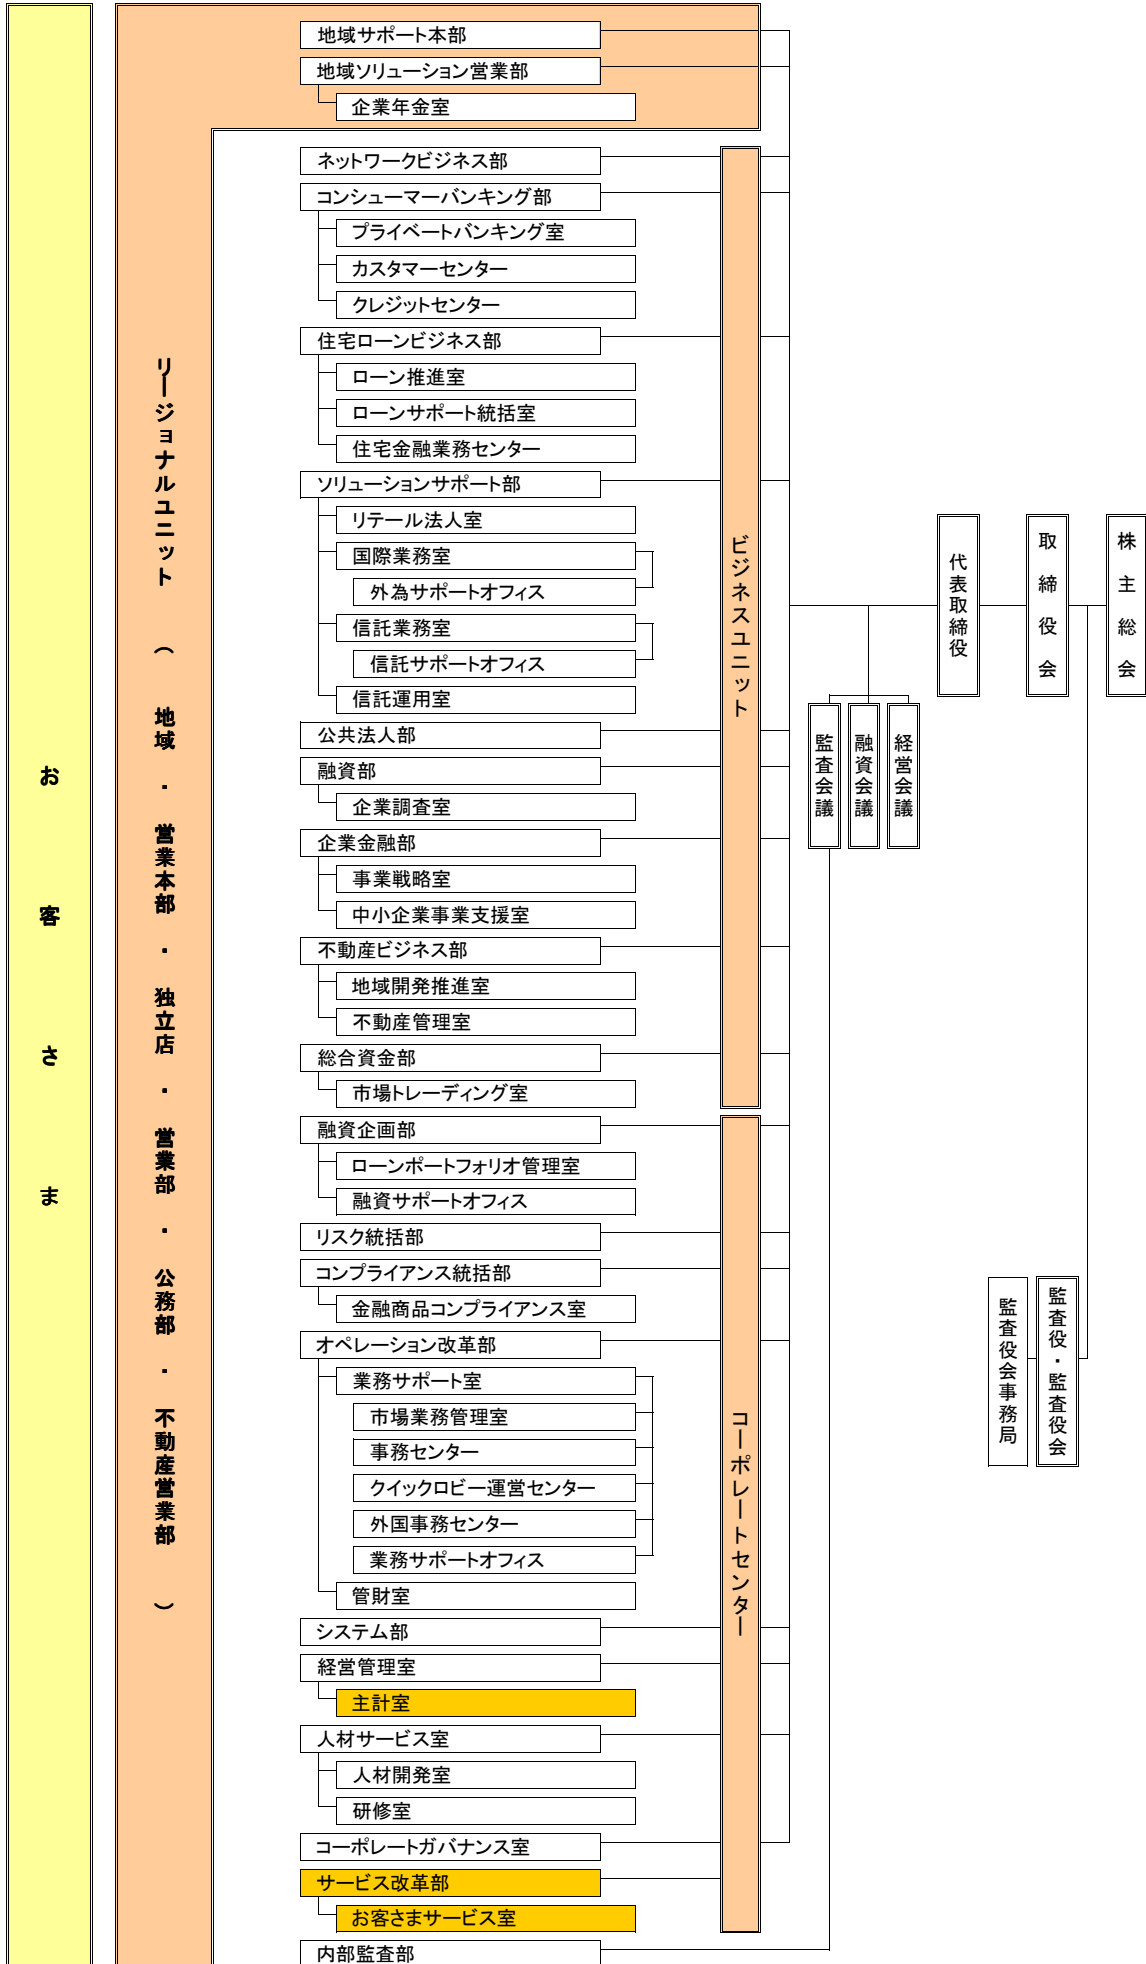 お客さま
リージョナルユニット （ 地域 ・ 営業本部 ・ 独立店 ・ 営業部 ・ 公務部 ・ 不動産営業部 ）
地域サポート本部
地域ソリューション営業部
企業年金室
ネットワークビジネス部
コンシューマーバンキング部
プライベートバンキング室
カスタマーセンター
クレジットセンター
住宅ローンビジネス部
ローン推進室
ローンサポート統括室
住宅金融業務センター
ソリューションサポート部
リテール法人室
国際業務室
外為サポートオフィス
信託業務室
信託サポートオフィス
信託運用室
公共法人部
融資部
企業調査室
企業金融部
事業戦略室
中小企業事業支援室
不動産ビジネス部
地域開発推進室
不動産管理室
総合資金部
市場トレーディング室
融資企画部
ローンポートフォリオ管理室
融資サポートオフィス
リスク統括部
コンプライアンス統括部
金融商品コンプライアンス室
オペレーション改革部
業務サポート室
市場業務管理室
事務センター
クイックロビー運営センター
外国事務センター
業務サポートオフィス
管財室
システム部
経営管理室
主計室
人材サービス室
人材開発室
研修室
コーポレートガバナンス室
サービス改革部
お客さまサービス室
内部監査部
ビジネスユニット
コーポレートセンター
監査会議
融資会議
経営会議
代表取締役
取締役会
株主総会
監査役会事務局
監査役・監査役会